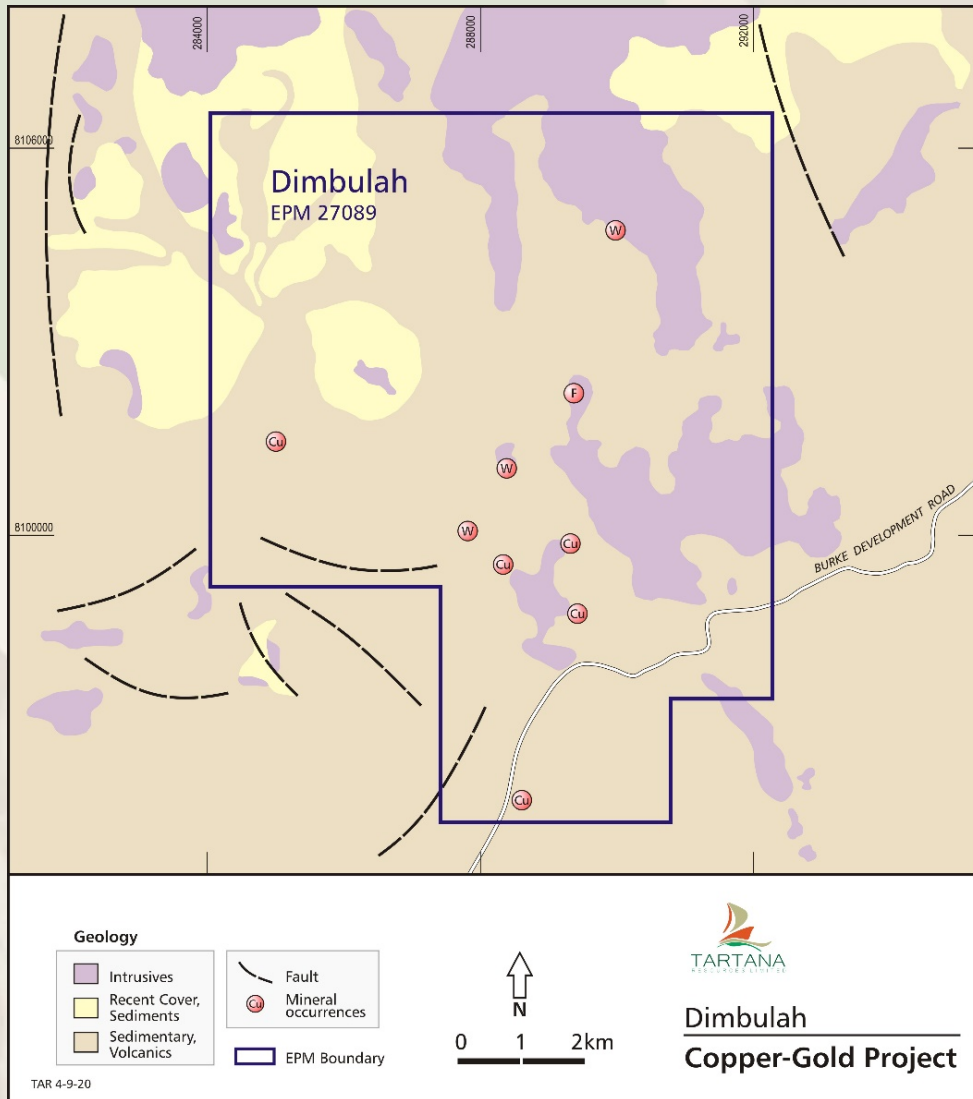 284000
288000
292000
8106000
Dimbulah
EPM 27089
W
F
Cu
W
W
Cu
Cu
8100000
BURKE DEVELOPMENT ROAD
Cu
Cu
Geology
Intrusives
Recent Cover,
Sediments
Sedimentary,
Volcanics
Fault
Cu
Mineral
occurrences
EPM Boundary
N
0 1 2km
TARTANA
RESOURCES LIMITED
Dimbulah
Copper-Gold Project
TAR 4-9-20